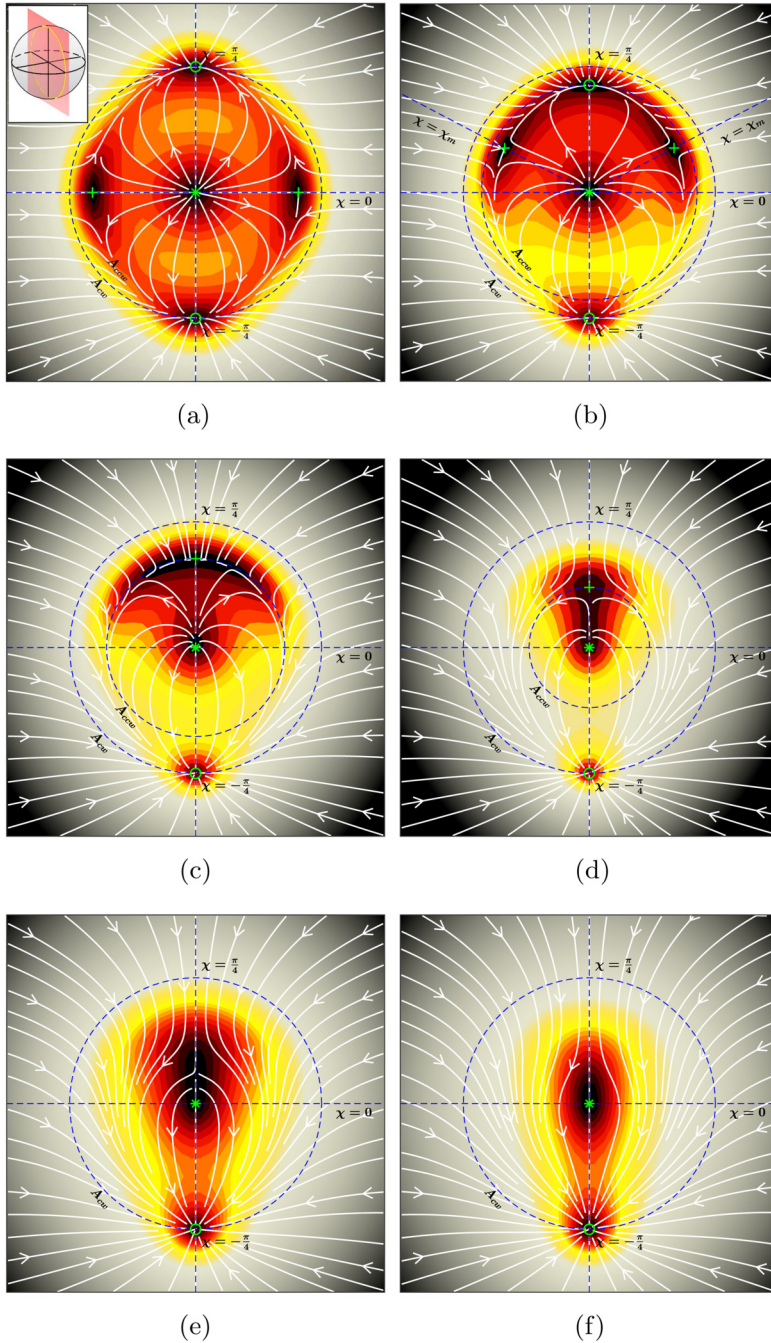 χ = π/4
χ = 0
A_ccw
A_cw
χ = −π/4
(a)
χ = π/4
χ = χ_m
χ = χ_m
χ = 0
A_ccw
A_cw
χ = −π/4
(b)
χ = π/4
χ = 0
A_ccw
A_cw
χ = −π/4
(c)
χ = π/4
χ = 0
A_ccw
A_cw
χ = −π/4
(d)
χ = π/4
χ = 0
A_cw
χ = −π/4
(e)
χ = π/4
χ = 0
A_cw
χ = −π/4
(f)